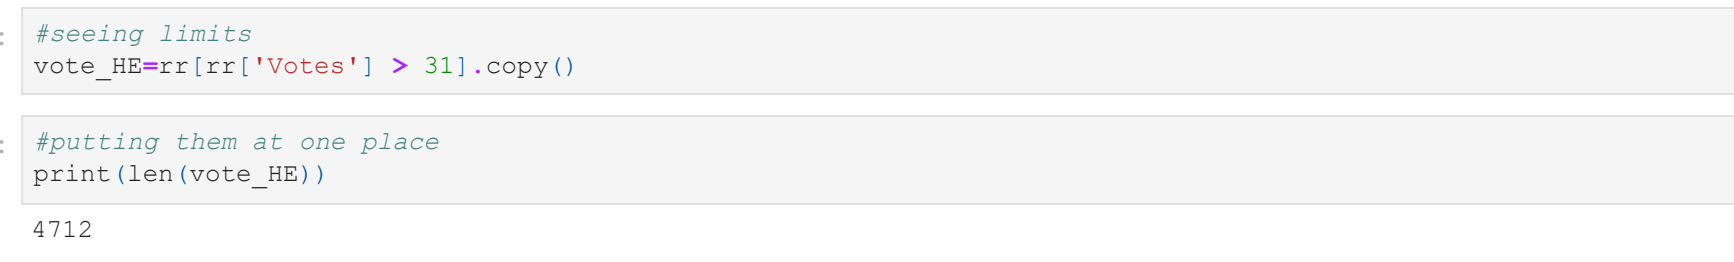 :
#seeing limits
vote_HE=rr[rr['Votes'] > 31].copy()
:
#putting them at one place
print(len(vote_HE))
4712